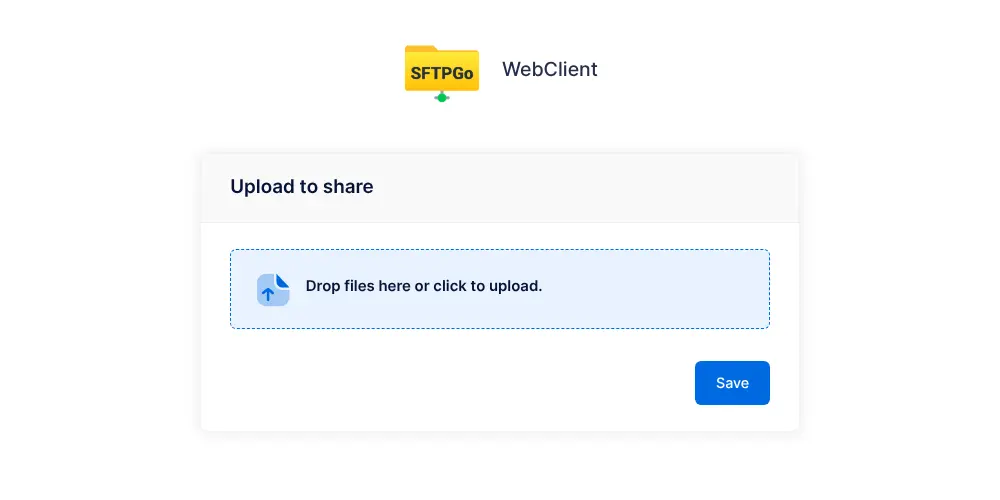 SFTPGo
WebClient
Upload to share
Drop files here or click to upload.
Save